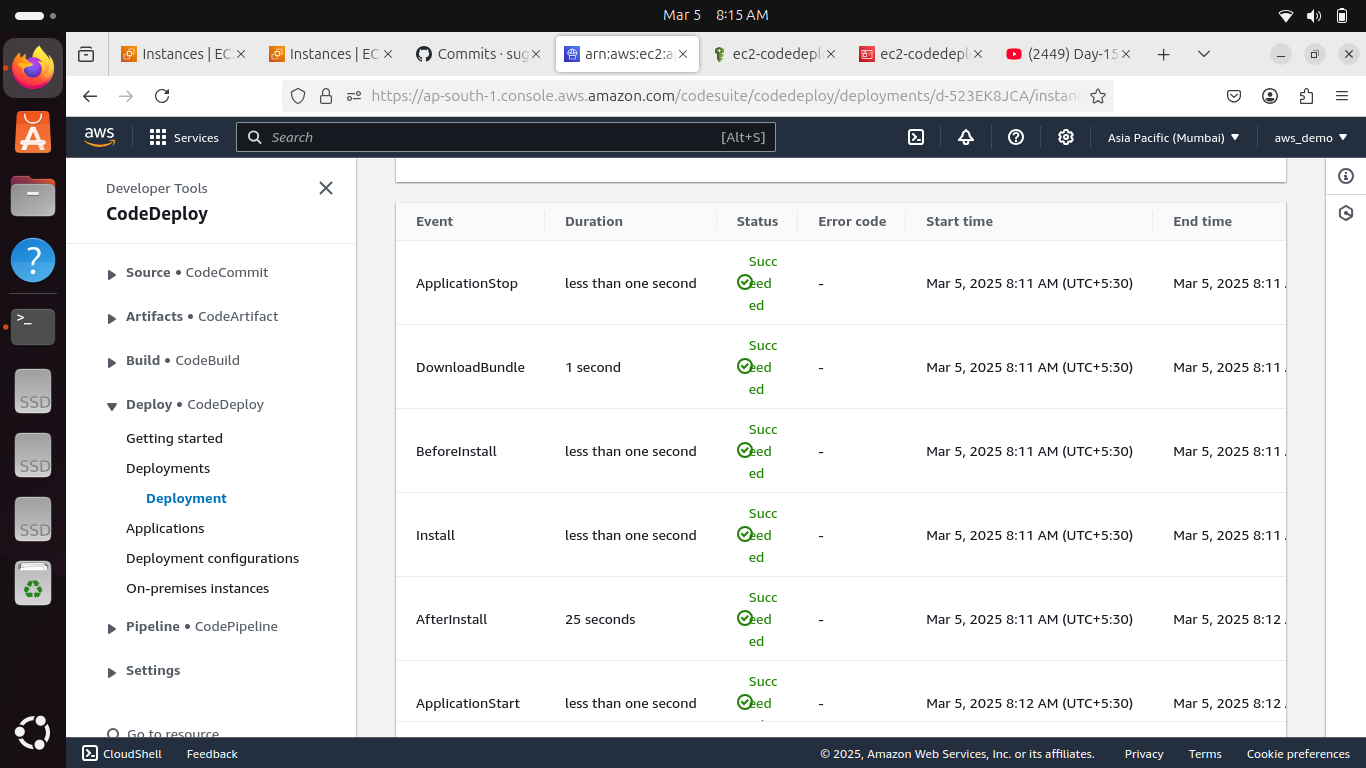 Mar 5 8:15 AM
Instances | EC
Instances | EC
Commits · sug
arn:aws:ec2:a
ec2-codedepl
ec2-codepl
(2449) Day-15
https://ap-south-1.console.aws.amazon.com/codesuite/codedeploy/deployments/d-523EK8JCA/instanc
aws
Services
Search
[Alt+S]
Asia Pacific (Mumbai)
aws_demo
Developer Tools
CodeDeploy
Source • CodeCommit
Artifacts • CodeArtifact
Build • CodeBuild
Deploy • CodeDeploy
Getting started
Deployments
Deployment
Applications
Deployment configurations
On-premises instances
Pipeline • CodePipeline
Settings
Go to resource
Event Duration Status Error code Start time End time
ApplicationStop less than one second Succeeded - Mar 5, 2025 8:11 AM (UTC+5:30) Mar 5, 2025 8:11
DownloadBundle 1 second Succeeded - Mar 5, 2025 8:11 AM (UTC+5:30) Mar 5, 2025 8:11
BeforeInstall less than one second Succeeded - Mar 5, 2025 8:11 AM (UTC+5:30) Mar 5, 2025 8:11
Install less than one second Succeeded - Mar 5, 2025 8:11 AM (UTC+5:30) Mar 5, 2025 8:11
AfterInstall 25 seconds Succeeded - Mar 5, 2025 8:11 AM (UTC+5:30) Mar 5, 2025 8:12
ApplicationStart less than one second Succeed - Mar 5, 2025 8:12 AM (UTC+5:30) Mar 5, 2025 8:12
SSD
SSD
SSD
CloudShell
Feedback
© 2025, Amazon Web Services, Inc. or its affiliates.
Privacy
Terms
Cookie preferences